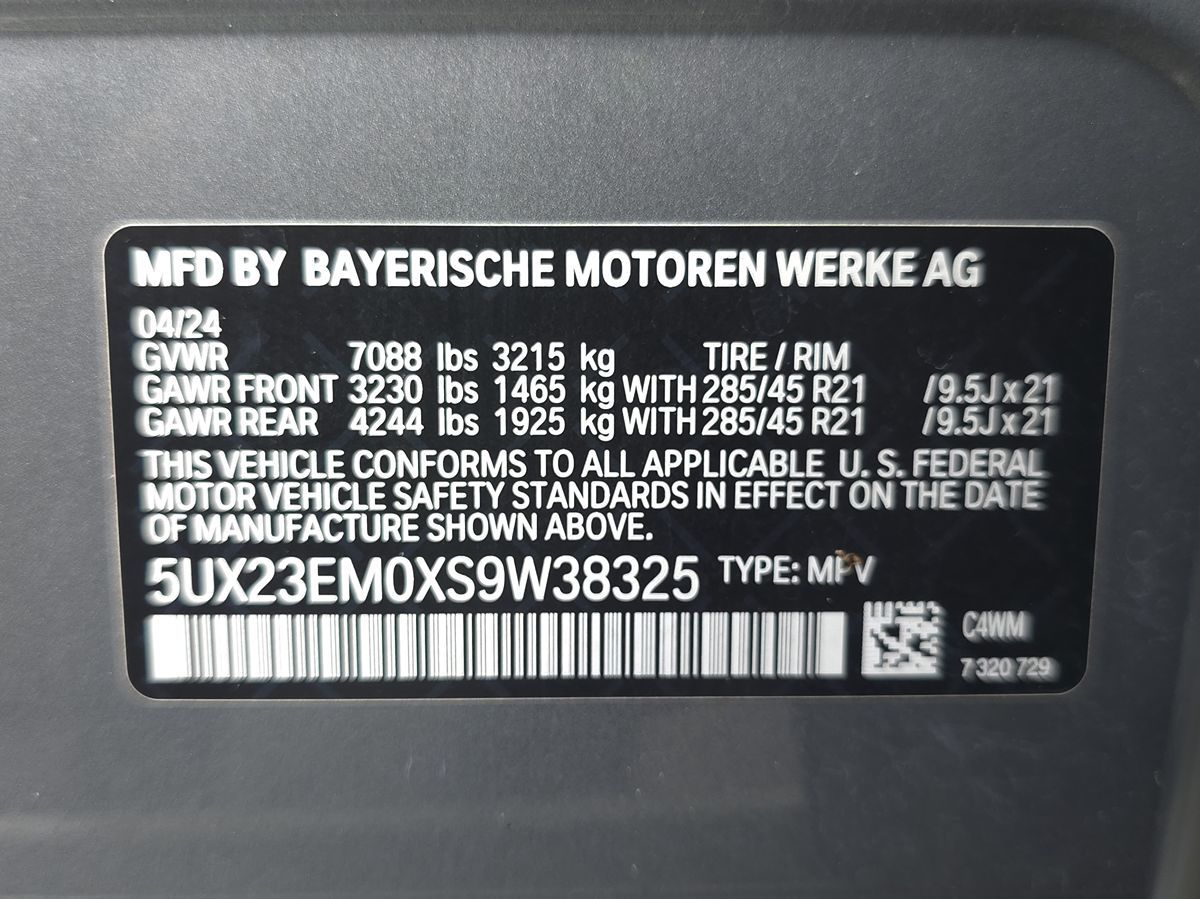 MFD BY BAYERISCHE MOTOREN WERKE AG
04/24
GVWR 7088 lbs 3215 kg TIRE / RIM
GAWR FRONT 3230 lbs 1465 kg WITH 285/45 R21 /9.5J x 21
GAWR REAR 4244 lbs 1925 kg WITH 285/45 R21 /9.5J x 21
THIS VEHICLE CONFORMS TO ALL APPLICABLE U. S. FEDERAL
MOTOR VEHICLE SAFETY STANDARDS IN EFFECT ON THE DATE
OF MANUFACTURE SHOWN ABOVE.
5UX23EM0XS9W38325 TYPE: MPV
C4WM
7 320 729